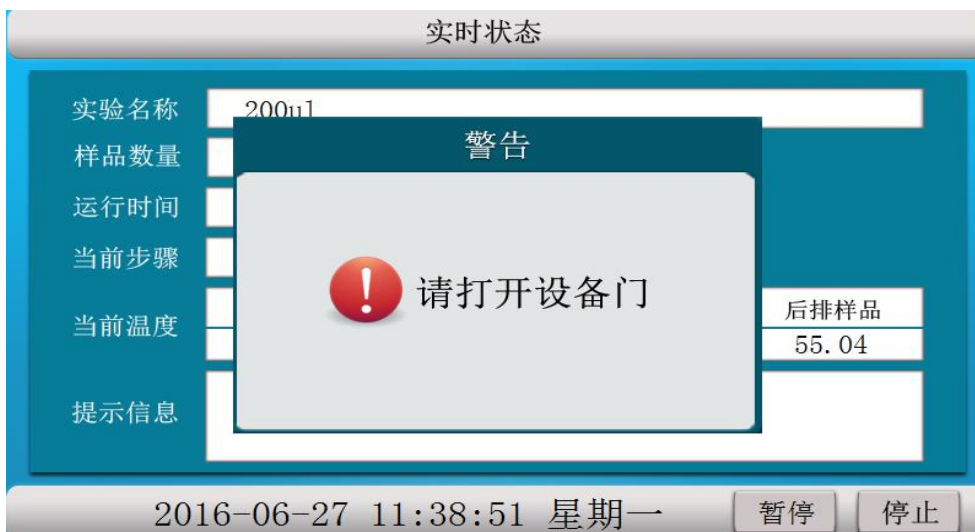 实时状态
实验名称 200ul
警告
样品数量
运行时间
当前步骤
请打开设备门
当前温度
后排样品
55.04
提示信息
2016-06-27 11:38:51 星期一 暂停 停止